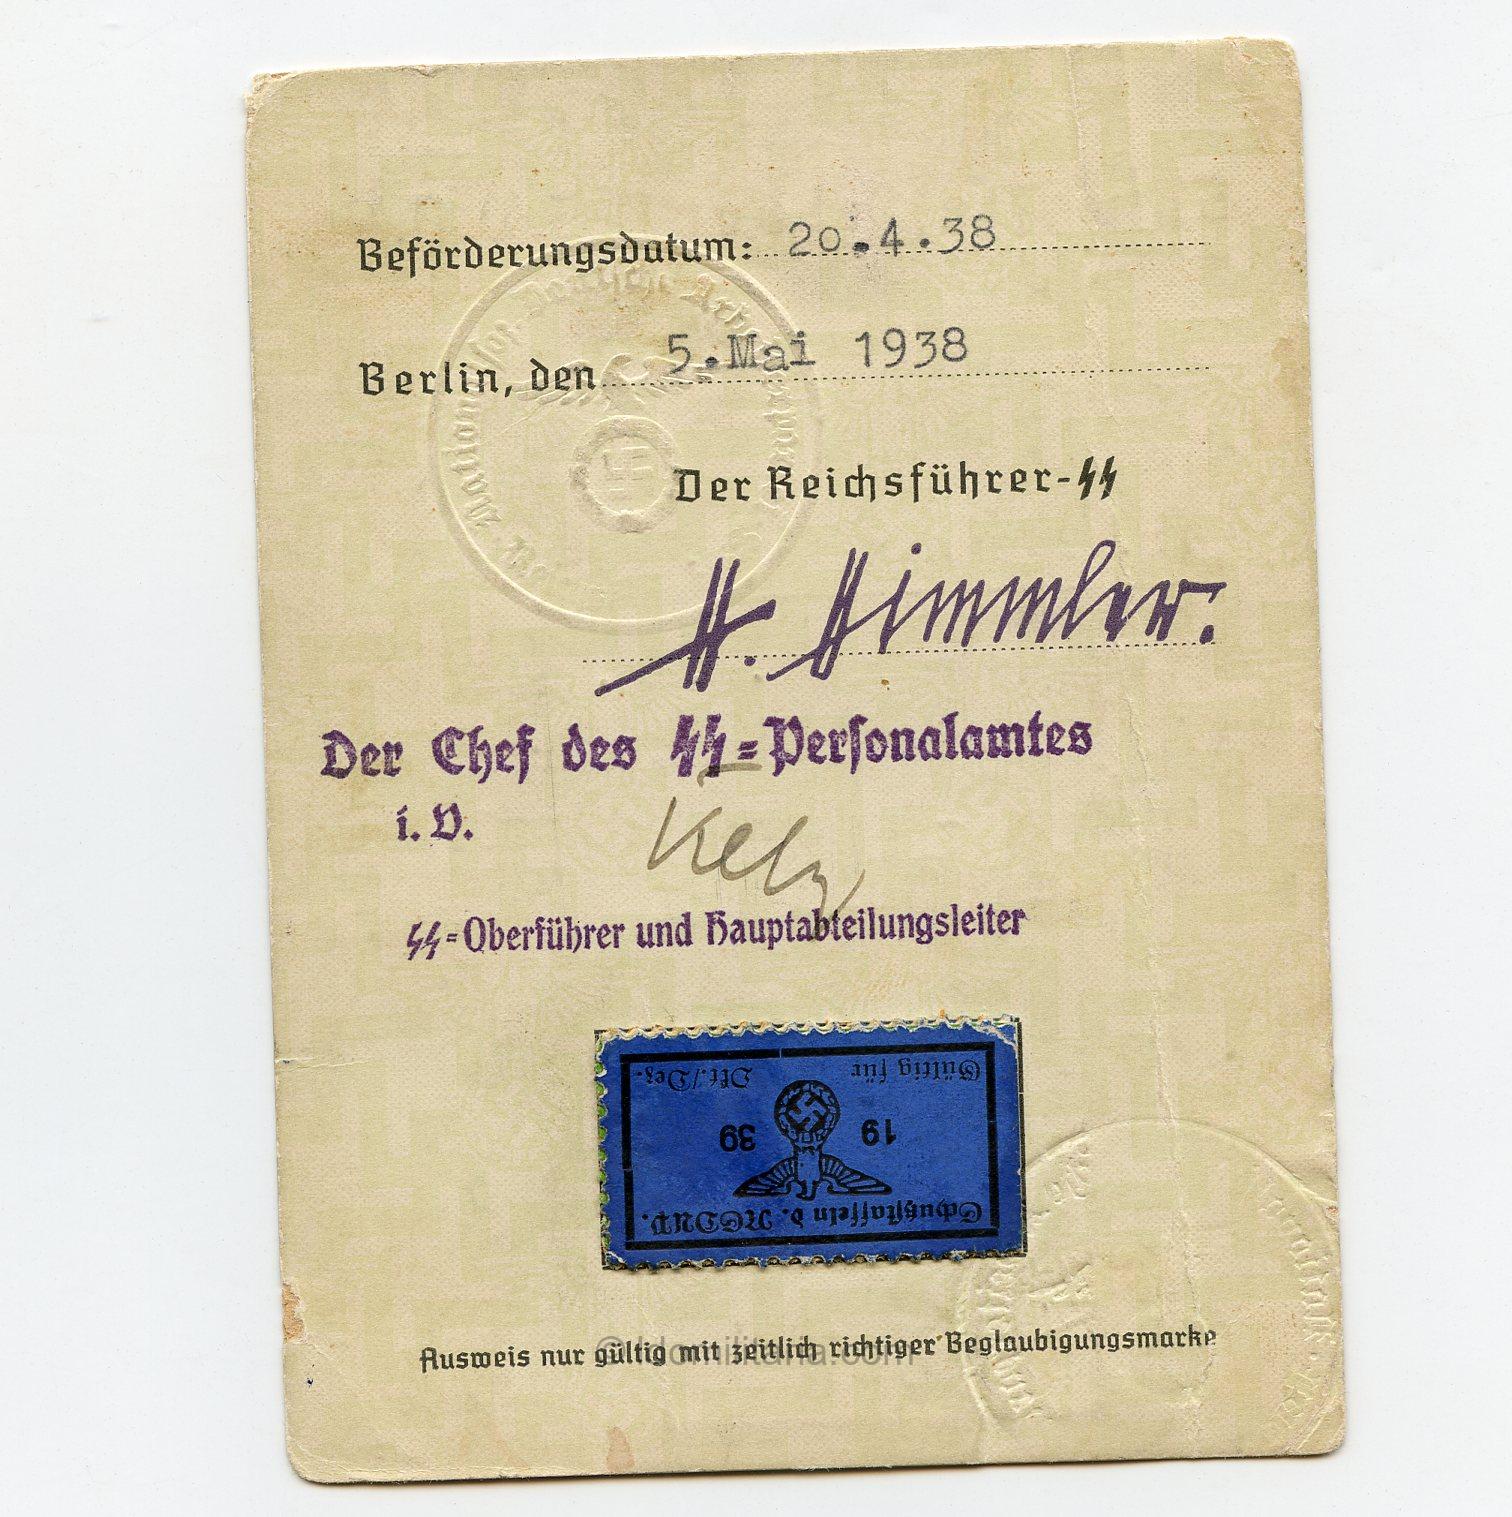 Beförderungsdatum: 20.4.38
Berlin, den 5. Mai 1938
Der Reichsführer-SS
H. Himmler.
Der Chef des SS=Personalamtes
i. V.
SS=Oberführer und Hauptabteilungsleiter
Schutzstaffeln d. NSDAP.
19 39
Gültig für Okt./Dez.
Ausweis nur gültig mit zeitlich richtiger Beglaubigungsmarke